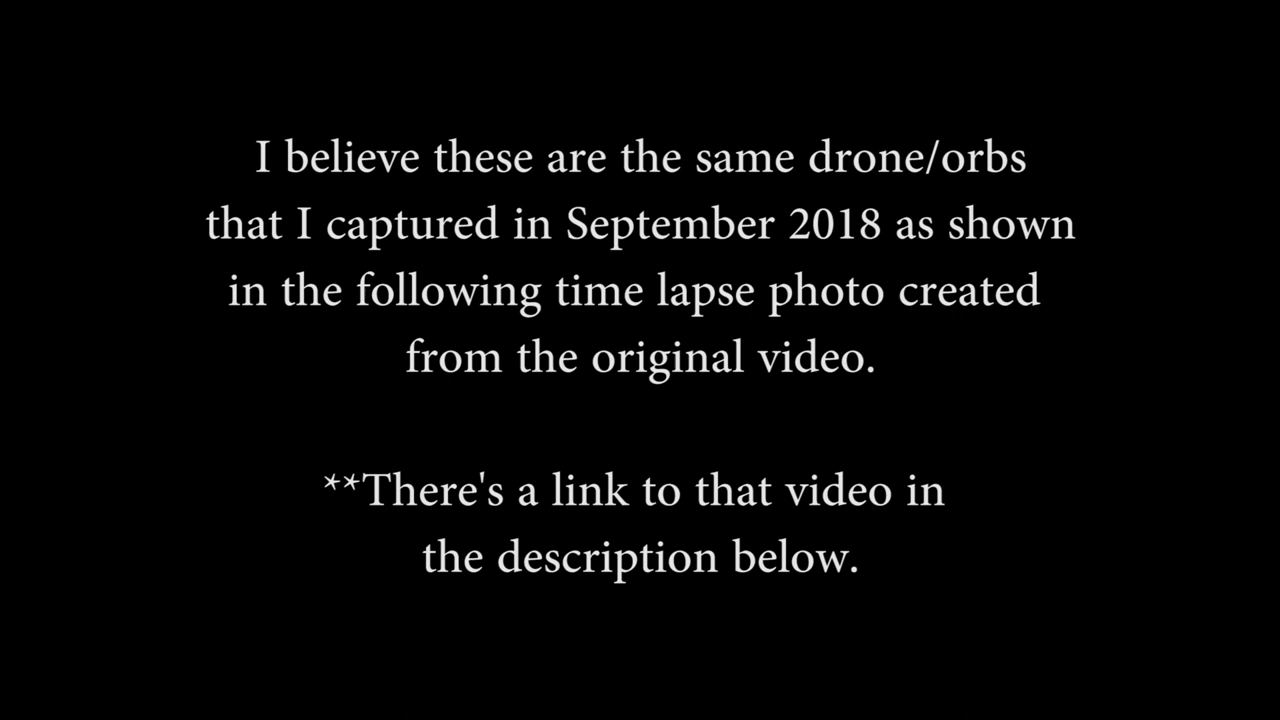 I believe these are the same drone/orbs
that I captured in September 2018 as shown
in the following time lapse photo created
from the original video.
**There's a link to that video in
the description below.